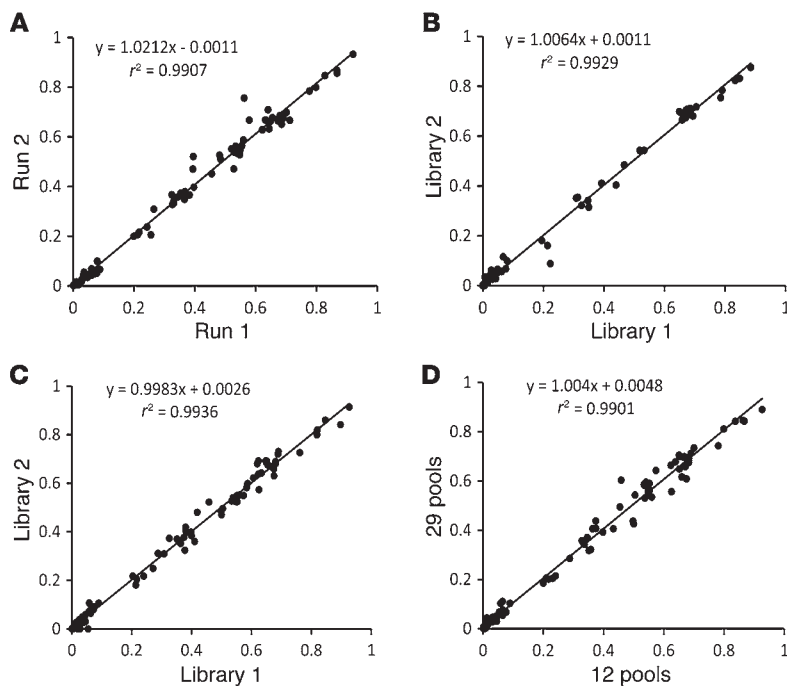 A
y = 1.0212x - 0.0011
r² = 0.9907
1
0.8
0.6
0.4
0.2
0
Run 2
0 0.2 0.4 0.6 0.8 1
Run 1
B
y = 1.0064x + 0.0011
r² = 0.9929
1
0.8
0.6
0.4
0.2
0
Library 2
0 0.2 0.4 0.6 0.8 1
Library 1
C
y = 0.9983x + 0.0026
r² = 0.9936
1
0.8
0.6
0.4
0.2
0
Library 2
0 0.2 0.4 0.6 0.8 1
Library 1
D
y = 1.004x + 0.0048
r² = 0.9901
1
0.8
0.6
0.4
0.2
0
29 pools
0 0.2 0.4 0.6 0.8 1
12 pools